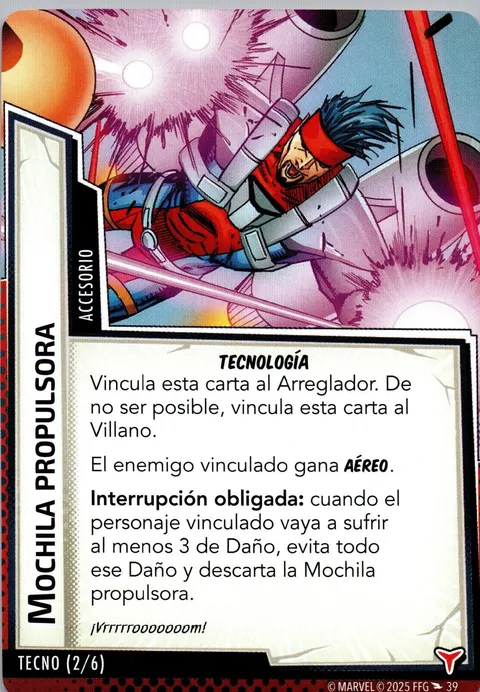 ACCESORIO
MOCHILA PROPULSORA
TECNOLOGÍA
Vincula esta carta al Arreglador. De
no ser posible, vincula esta carta al
Villano.
El enemigo vinculado gana AÉREO.
Interrupción obligada: cuando el
personaje vinculado vaya a sufrir
al menos 3 de Daño, evita todo
ese Daño y descarta la Mochila
propulsora.
¡Vrrrrrooooooom!
TECNO (2/6)
© MARVEL © 2025 FFG 39